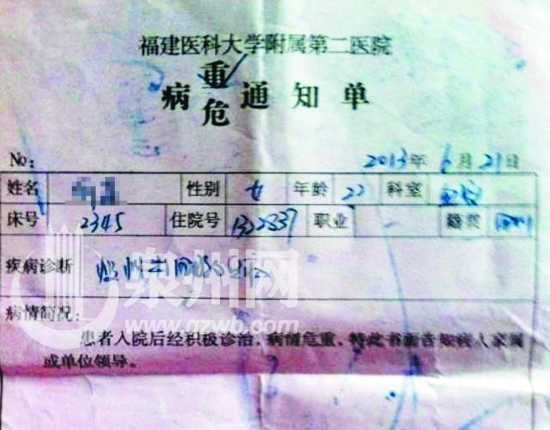 福建医科大学附属第二医院
病重危通知单
No: 2013年6月21日
姓名 性别 女 年龄 22 科室
床号 2345 住院号 1322837 职业 籍贯
疾病诊断
病情简况:
患者入院后经积极诊治,病情危重,特此书面告知病人家属
或单位领导。
泉州网
www.qzwb.com